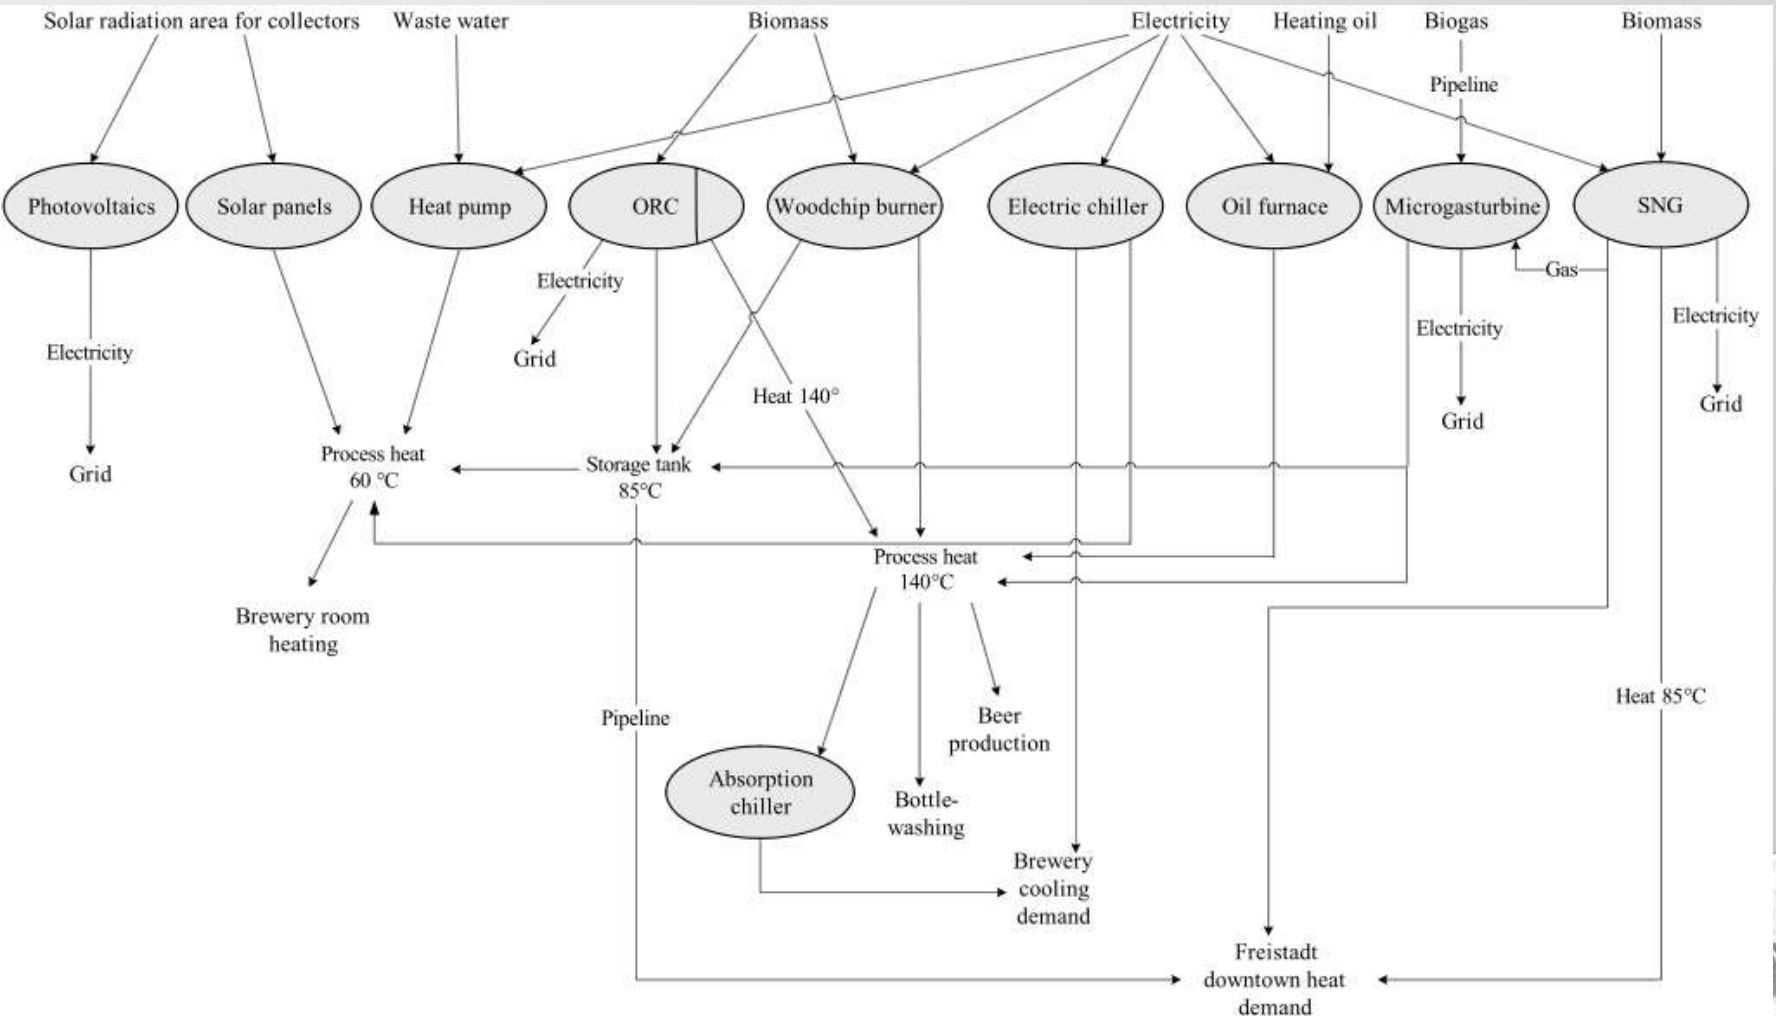 Solar radiation area for collectors
Waste water
Biomass
Electricity
Heating oil
Biogas
Biomass
Pipeline
Photovoltaics
Solar panels
Heat pump
ORC
Woodchip burner
Electric chiller
Oil furnace
Microgasturbine
SNG
Gas
Electricity
Electricity
Electricity
Electricity
Grid
Heat 140°
Grid
Grid
Grid
Process heat
60 °C
Storage tank
85°C
Process heat
140°C
Brewery room
heating
Heat 85°C
Pipeline
Beer
production
Absorption
chiller
Bottle-
washing
Brewery
cooling
demand
Freistadt
downtown heat
demand